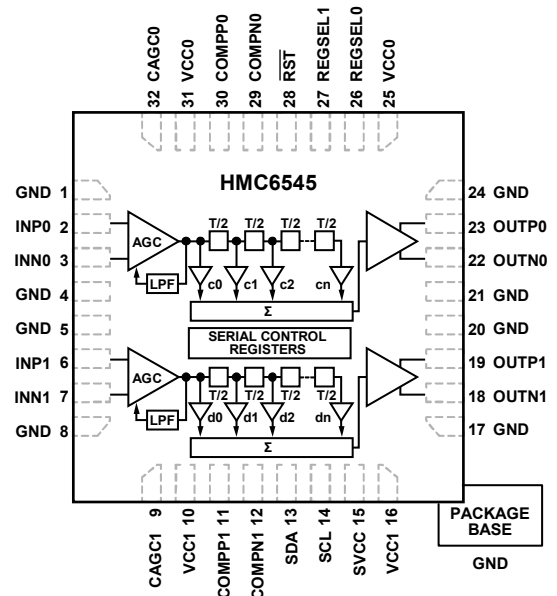 32 CAGC0
31 VCC0
30 COMPP0
29 COMPN0
28 RST
27 REGSEL1
26 REGSEL0
25 VCC0
HMC6545
GND 1
INP0 2
INN0 3
GND 4
GND 5
INP1 6
INN1 7
GND 8
24 GND
23 OUTP0
22 OUTN0
21 GND
20 GND
19 OUTP1
18 OUTN1
17 GND
AGC
T/2 T/2 T/2 T/2
LPF
c0 c1 c2 cn
Σ
SERIAL CONTROL
REGISTERS
AGC
T/2 T/2 T/2 T/2
LPF
d0 d1 d2 dn
Σ
CAGC1 9
VCC1 10
COMPP1 11
COMPN1 12
SDA 13
SCL 14
SVCC 15
VCC1 16
PACKAGE
BASE
GND